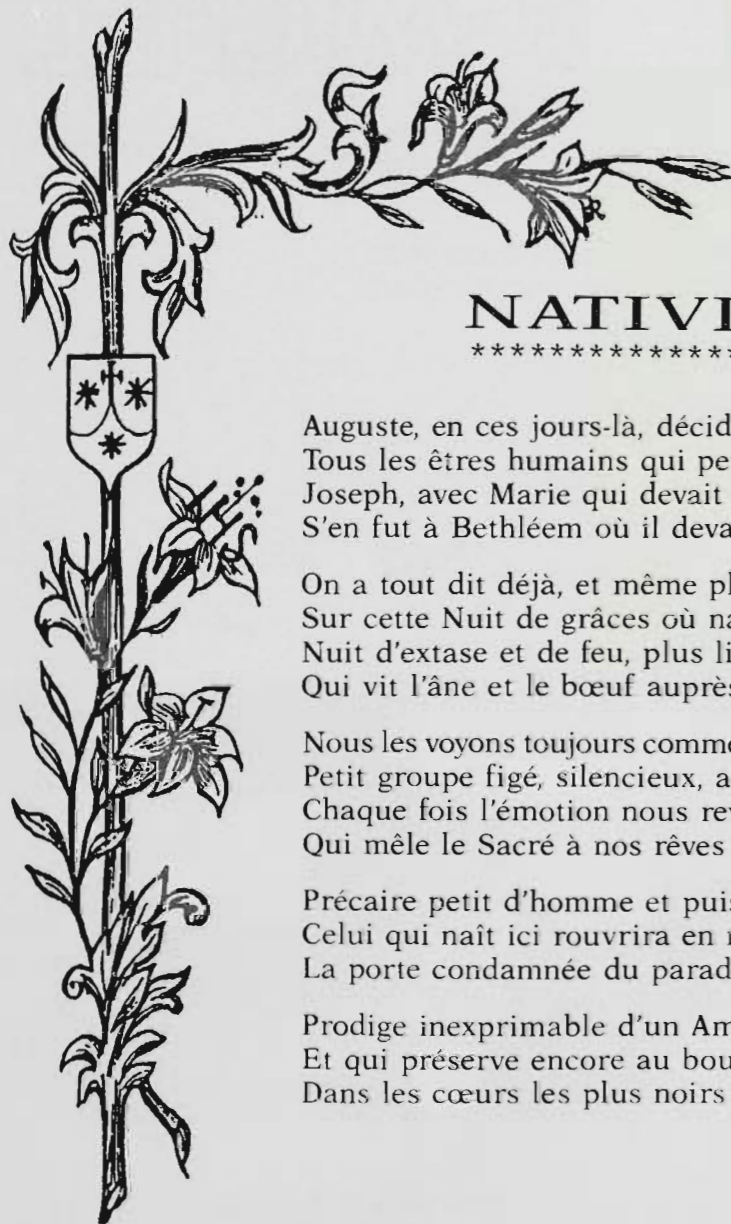 NATIVI
****************
Auguste, en ces jours-là, décid
Tous les êtres humains qui pe
Joseph, avec Marie qui devait
S'en fut à Bethléem où il deva
On a tout dit déjà, et même pl
Sur cette Nuit de grâces où na
Nuit d'extase et de feu, plus li
Qui vit l'âne et le bœuf auprès
Nous les voyons toujours comme
Petit groupe figé, silencieux, a
Chaque fois l'émotion nous rev
Qui mêle le Sacré à nos rêves
Précaire petit d'homme et puis
Celui qui naît ici rouvrira en
La porte condamnée du parad
Prodige inexprimable d'un Am
Et qui préserve encore au bou
Dans les cœurs les plus noirs